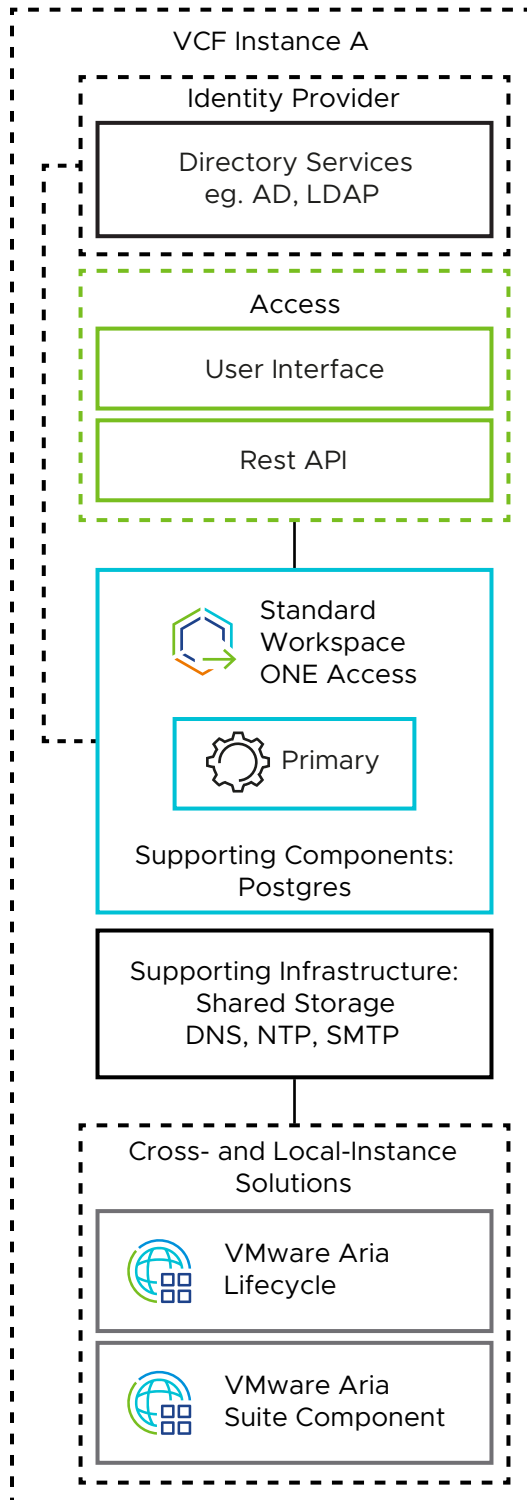 VCF Instance A
Identity Provider
Directory Services
eg. AD, LDAP
Access
User Interface
Rest API
Standard
Workspace
ONE Access
Primary
Supporting Components:
Postgres
Supporting Infrastructure:
Shared Storage
DNS, NTP, SMTP
Cross- and Local-Instance
Solutions
VMware Aria
Lifecycle
VMware Aria
Suite Component